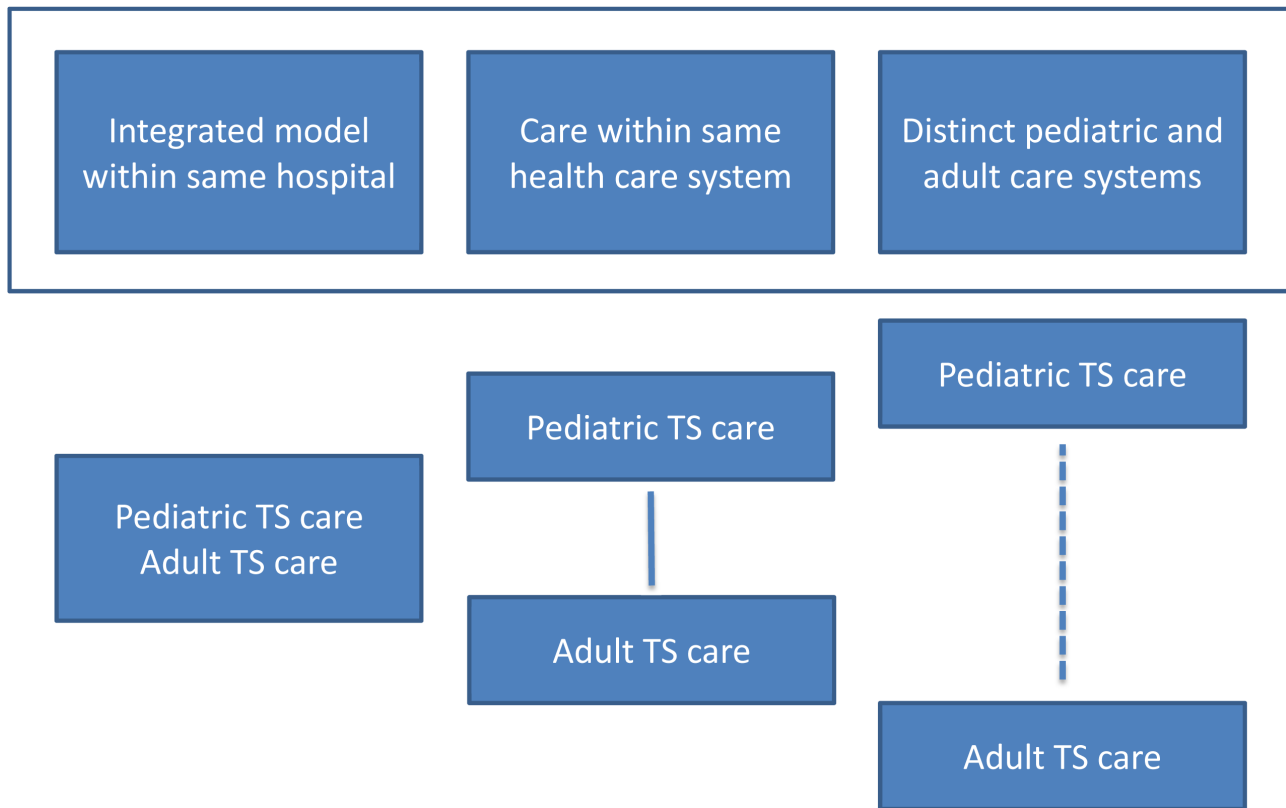 Integrated model
within same hospital
Care within same
health care system
Distinct pediatric and
adult care systems
Pediatric TS care
Adult TS care
Pediatric TS care
Adult TS care
Pediatric TS care
Adult TS care